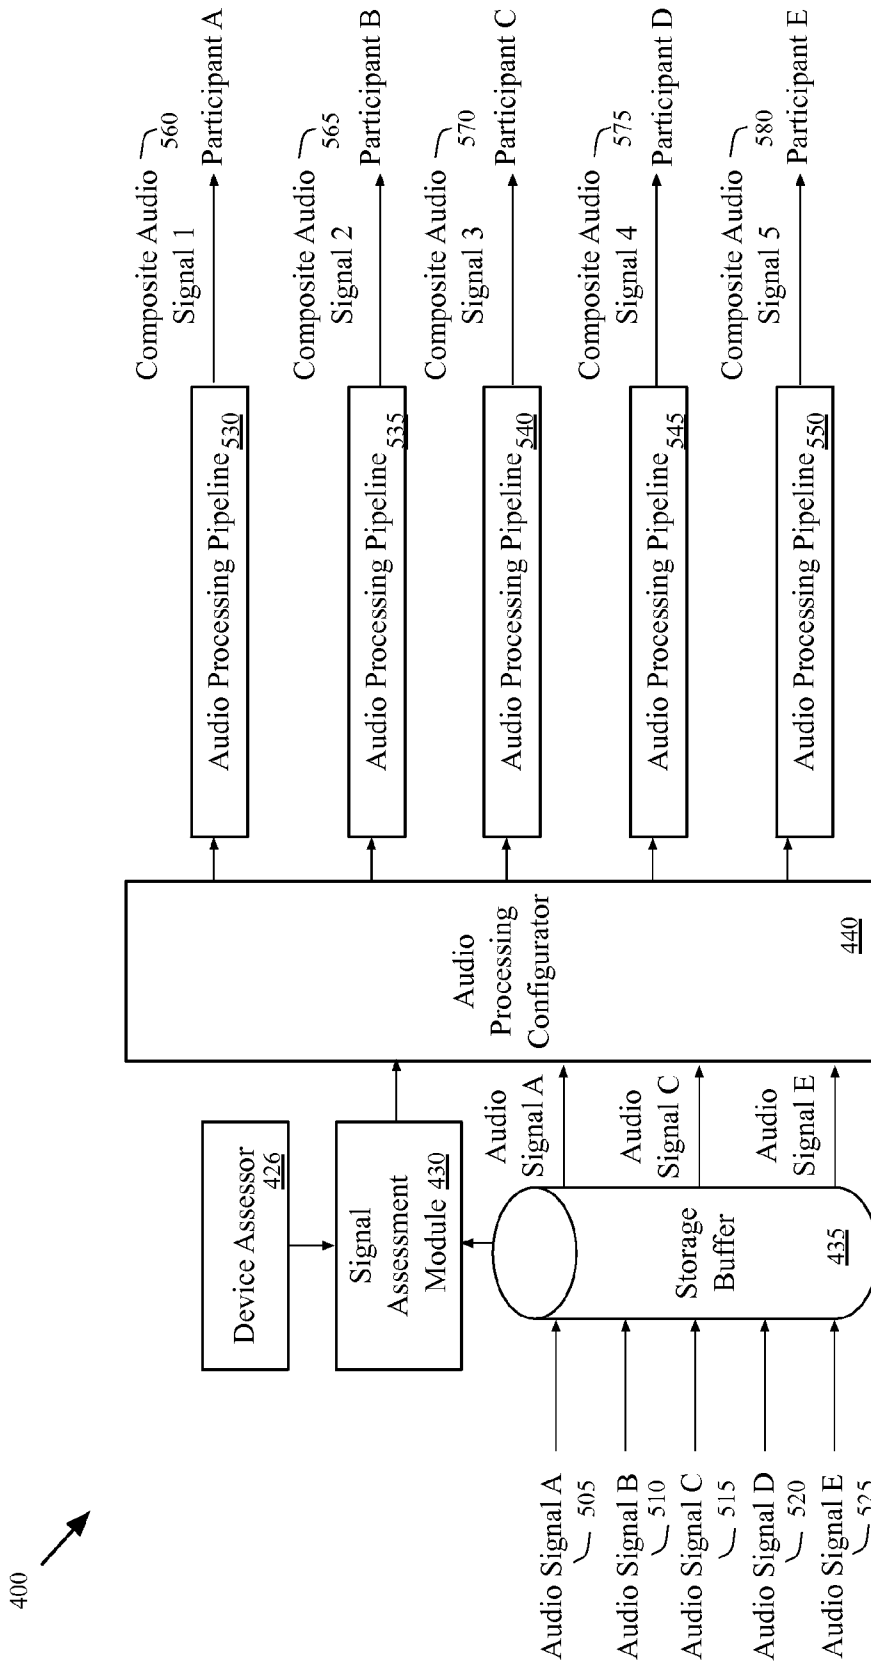 400
Audio Signal A
505
Audio Signal B
510
Audio Signal C
515
Audio Signal D
520
Audio Signal E
525
Device Assessor
426
Signal
Assessment
Module 430
Storage
Buffer
435
Audio
Signal A
Audio
Signal C
Audio
Signal E
Audio
Processing
Configurator
440
Audio Processing Pipeline 530
Audio Processing Pipeline 535
Audio Processing Pipeline 540
Audio Processing Pipeline 545
Audio Processing Pipeline 550
Composite Audio
Signal 1
560
Participant A
Composite Audio
Signal 2
565
Participant B
Composite Audio
Signal 3
570
Participant C
Composite Audio
Signal 4
575
Participant D
Composite Audio
Signal 5
580
Participant E